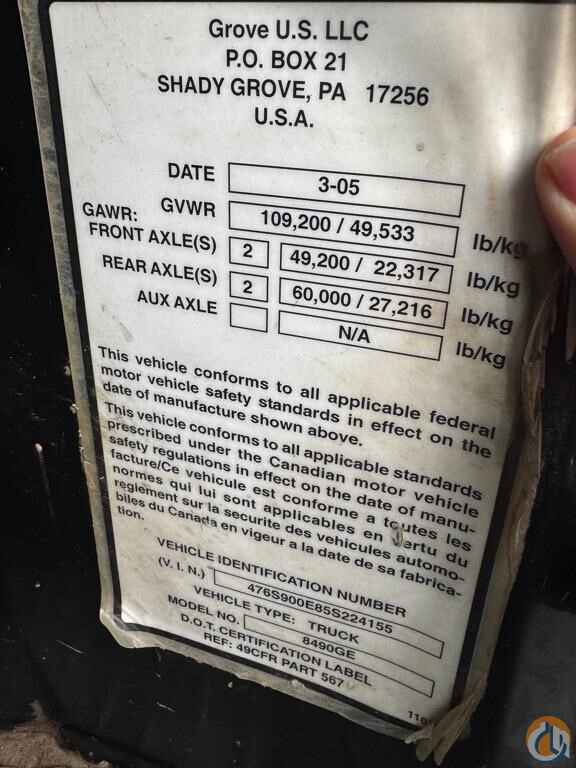 Grove U.S. LLC
P.O. BOX 21
SHADY GROVE, PA 17256
U.S.A.
DATE 3-05
GVWR 109,200 / 49,533 lb/kg
GAWR:
FRONT AXLE(S) 2 49,200 / 22,317 lb/kg
REAR AXLE(S) 2 60,000 / 27,216 lb/kg
AUX AXLE N/A lb/kg
This vehicle conforms to all applicable federal
motor vehicle safety standards in effect on the
date of manufacture shown above.
This vehicle conforms to all applicable standards
prescribed under the Canadian motor vehicle
safety regulations in effect on the date of manu-
facture/Ce vehicule est conforme a toutes les
normes qui lui sont applicables en vertu du
reglement sur la securite des vehicules automo-
biles du Canada en vigeur a la date de sa fabrica-
tion.
VEHICLE IDENTIFICATION NUMBER
(V. I. N.) 476S900E85S224155
VEHICLE TYPE: TRUCK
MODEL NO. 8490GE
D.O.T. CERTIFICATION LABEL
REF: 49CFR PART 567